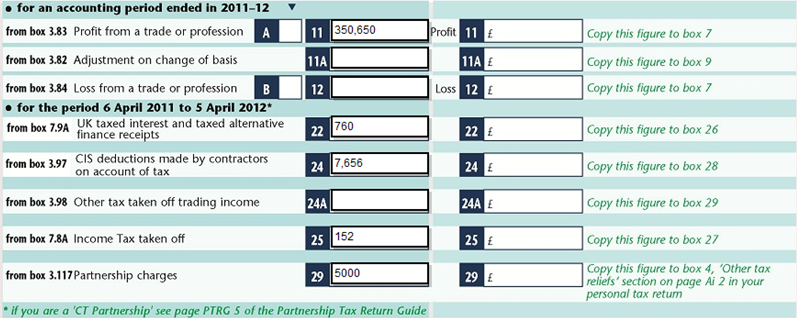 • for an accounting period ended in 2011–12 ▼
from box 3.83 Profit from a trade or profession A 11 350,650 Profit 11 £ Copy this figure to box 7
from box 3.82 Adjustment on change of basis 11A 11A £ Copy this figure to box 9
from box 3.84 Loss from a trade or profession B 12 Loss 12 £ Copy this figure to box 7
• for the period 6 April 2011 to 5 April 2012*
from box 7.9A UK taxed interest and taxed alternative
finance receipts 22 760 22 £ Copy this figure to box 26
from box 3.97 CIS deductions made by contractors
on account of tax 24 7,656 24 £ Copy this figure to box 28
from box 3.98 Other tax taken off trading income 24A 24A £ Copy this figure to box 29
from box 7.8A Income Tax taken off 25 152 25 £ Copy this figure to box 27
from box 3.117 Partnership charges 29 5000 29 £ Copy this figure to box 4, ‘Other tax
reliefs’ section on page Ai 2 in your
personal tax return
* if you are a ‘CT Partnership’ see page PTRG 5 of the Partnership Tax Return Guide